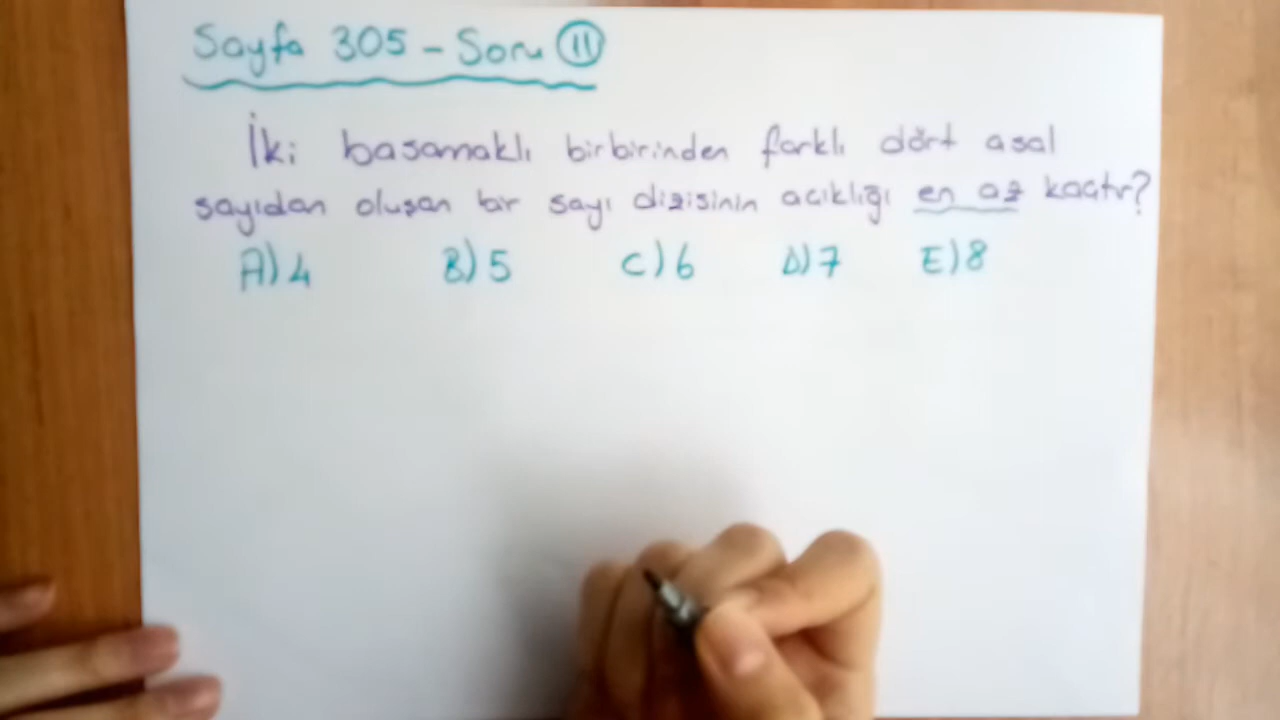 Sayfa 305 - Soru 11
İki basamaklı birbirinden farklı dört asal
sayıdan oluşan bir sayı dizisinin açıklığı en az kaçtır?
A) 4 B) 5 C) 6 D) 7 E) 8